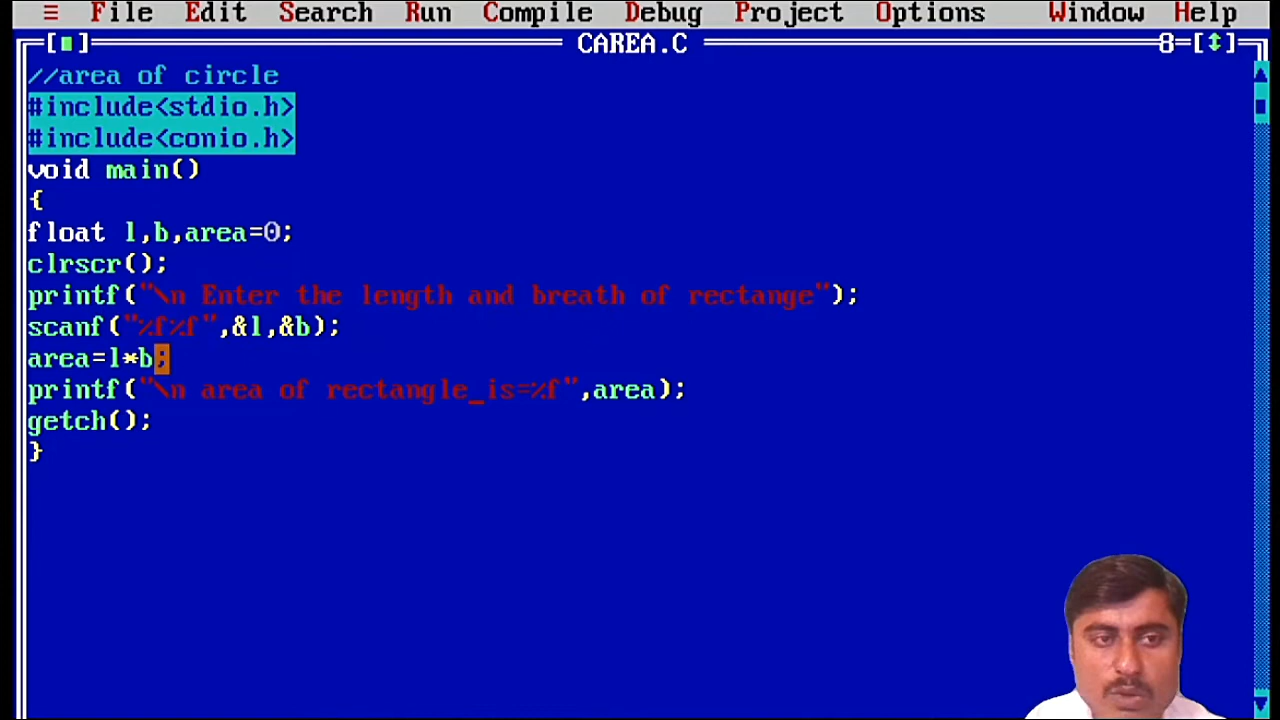 ≡ File Edit Search Run Compile Debug Project Options Window Help
[■] CAREA.C 8=[↕]
//area of circle
#include<stdio.h>
#include<conio.h>
void main()
{
float l,b,area=0;
clrscr();
printf("\n Enter the length and breath of rectange");
scanf("%f%f",&l,&b);
area=l*b;
printf("\n area of rectangle_is=%f",area);
getch();
}